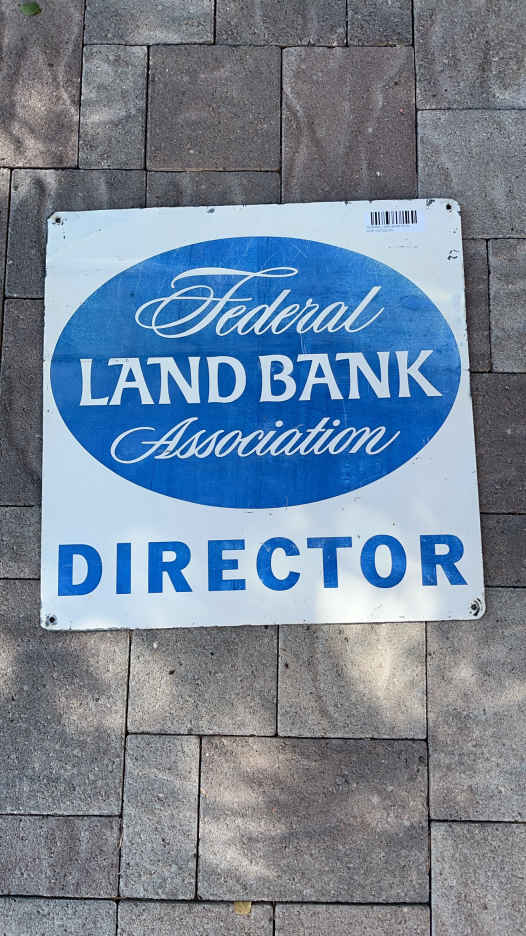 Federal
LAND BANK
Association
DIRECTOR